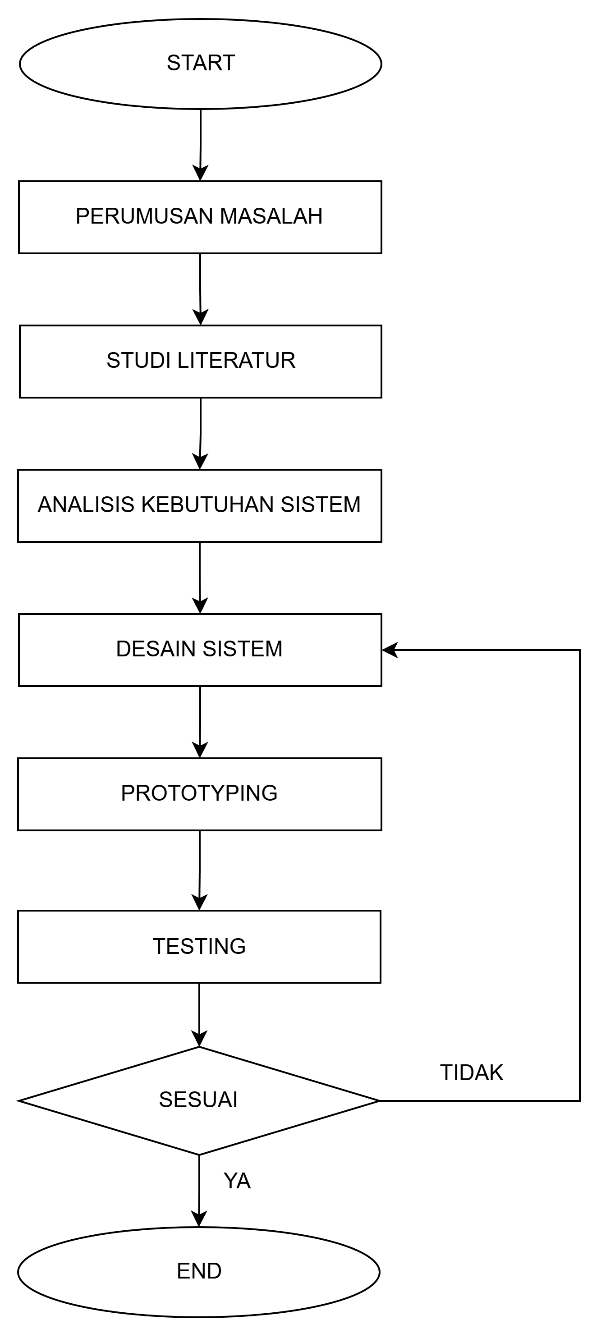 START
PERUMUSAN MASALAH
STUDI LITERATUR
ANALISIS KEBUTUHAN SISTEM
DESAIN SISTEM
PROTOTYPING
TESTING
TIDAK
SESUAI
YA
END